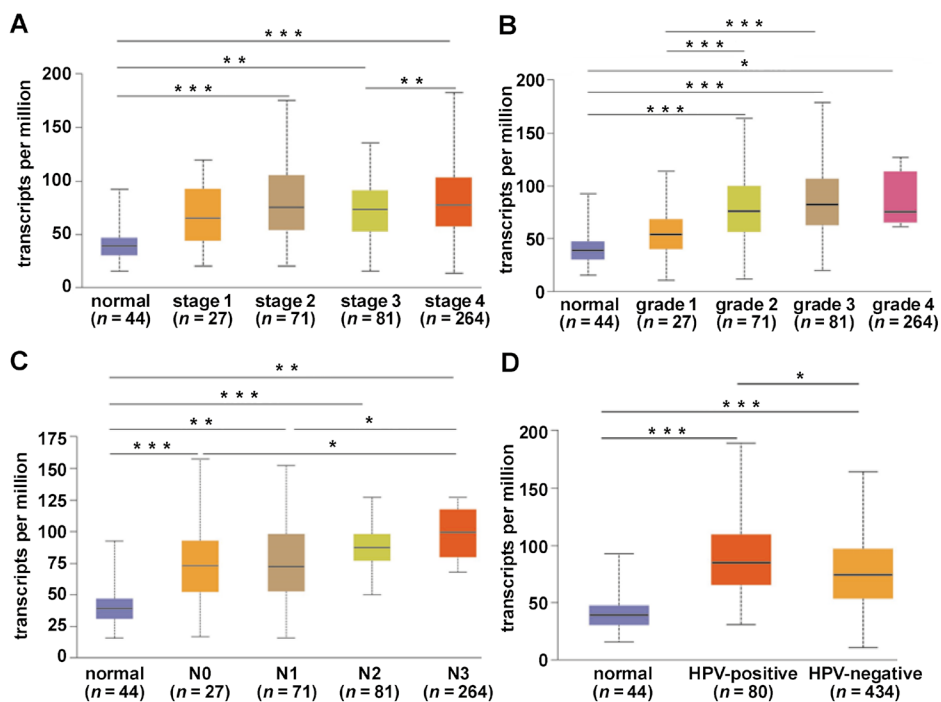 A
* * *
* *
* * *
* *
transcripts per million
200
150
100
50
0
normal stage 1 stage 2 stage 3 stage 4
(n = 44) (n = 27) (n = 71) (n = 81) (n = 264)
B
* * *
* * *
*
* * *
* * *
transcripts per million
200
150
100
50
0
normal grade 1 grade 2 grade 3 grade 4
(n = 44) (n = 27) (n = 71) (n = 81) (n = 264)
C
* *
* * *
* * *
* * * *
transcripts per million
175
150
125
100
75
50
25
0
normal N0 N1 N2 N3
(n = 44) (n = 27) (n = 71) (n = 81) (n = 264)
D
*
* * *
* * *
transcripts per million
200
150
100
50
0
normal HPV-positive HPV-negative
(n = 44) (n = 80) (n = 434)